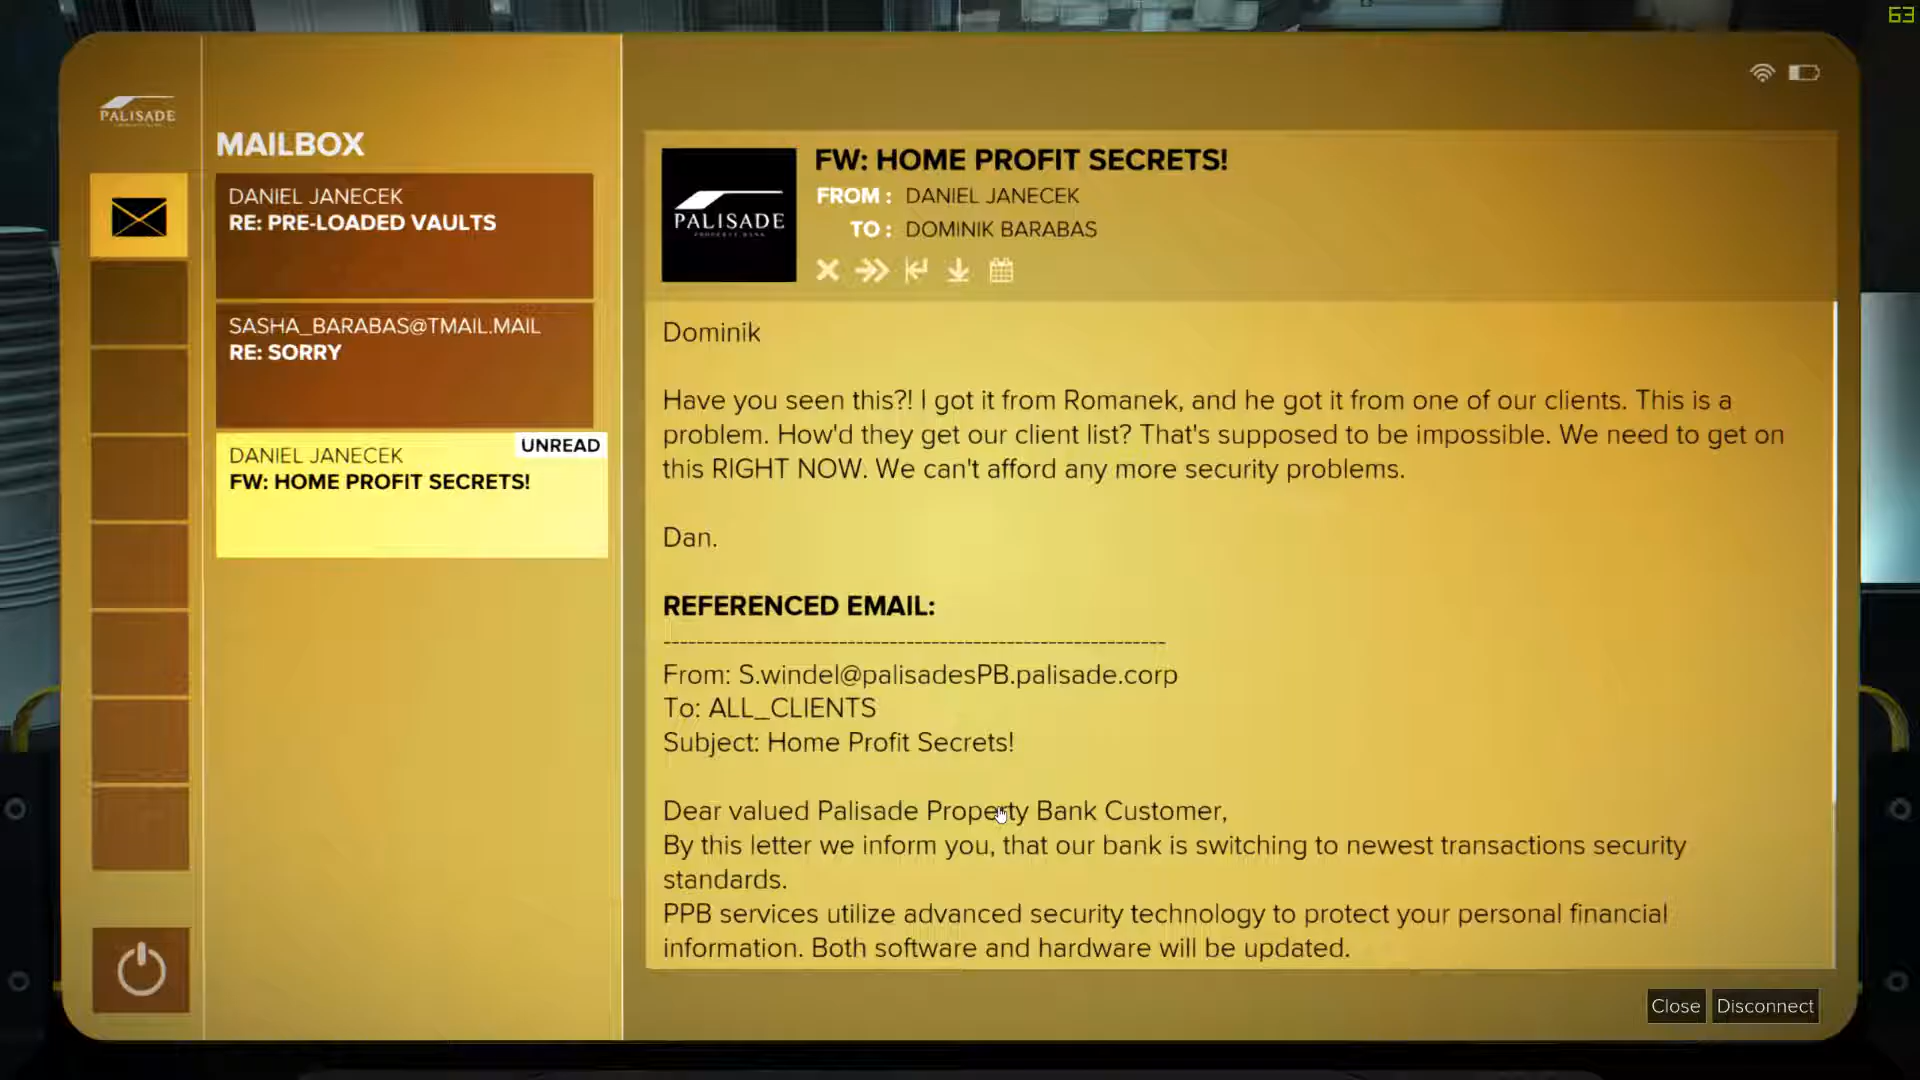 63
PALISADE
MAILBOX
DANIEL JANECEK
RE: PRE-LOADED VAULTS
SASHA_BARABAS@TMAIL.MAIL
RE: SORRY
UNREAD
DANIEL JANECEK
FW: HOME PROFIT SECRETS!
PALISADE
PROPERTY BANK
FW: HOME PROFIT SECRETS!
FROM : DANIEL JANECEK
TO : DOMINIK BARABAS
Dominik
Have you seen this?! I got it from Romanek, and he got it from one of our clients. This is a
problem. How'd they get our client list? That's supposed to be impossible. We need to get on
this RIGHT NOW. We can't afford any more security problems.
Dan.
REFERENCED EMAIL:
------------------------------------------------------------
From: S.windel@palisadesPB.palisade.corp
To: ALL_CLIENTS
Subject: Home Profit Secrets!
Dear valued Palisade Property Bank Customer,
By this letter we inform you, that our bank is switching to newest transactions security
standards.
PPB services utilize advanced security technology to protect your personal financial
information. Both software and hardware will be updated.
Close Disconnect